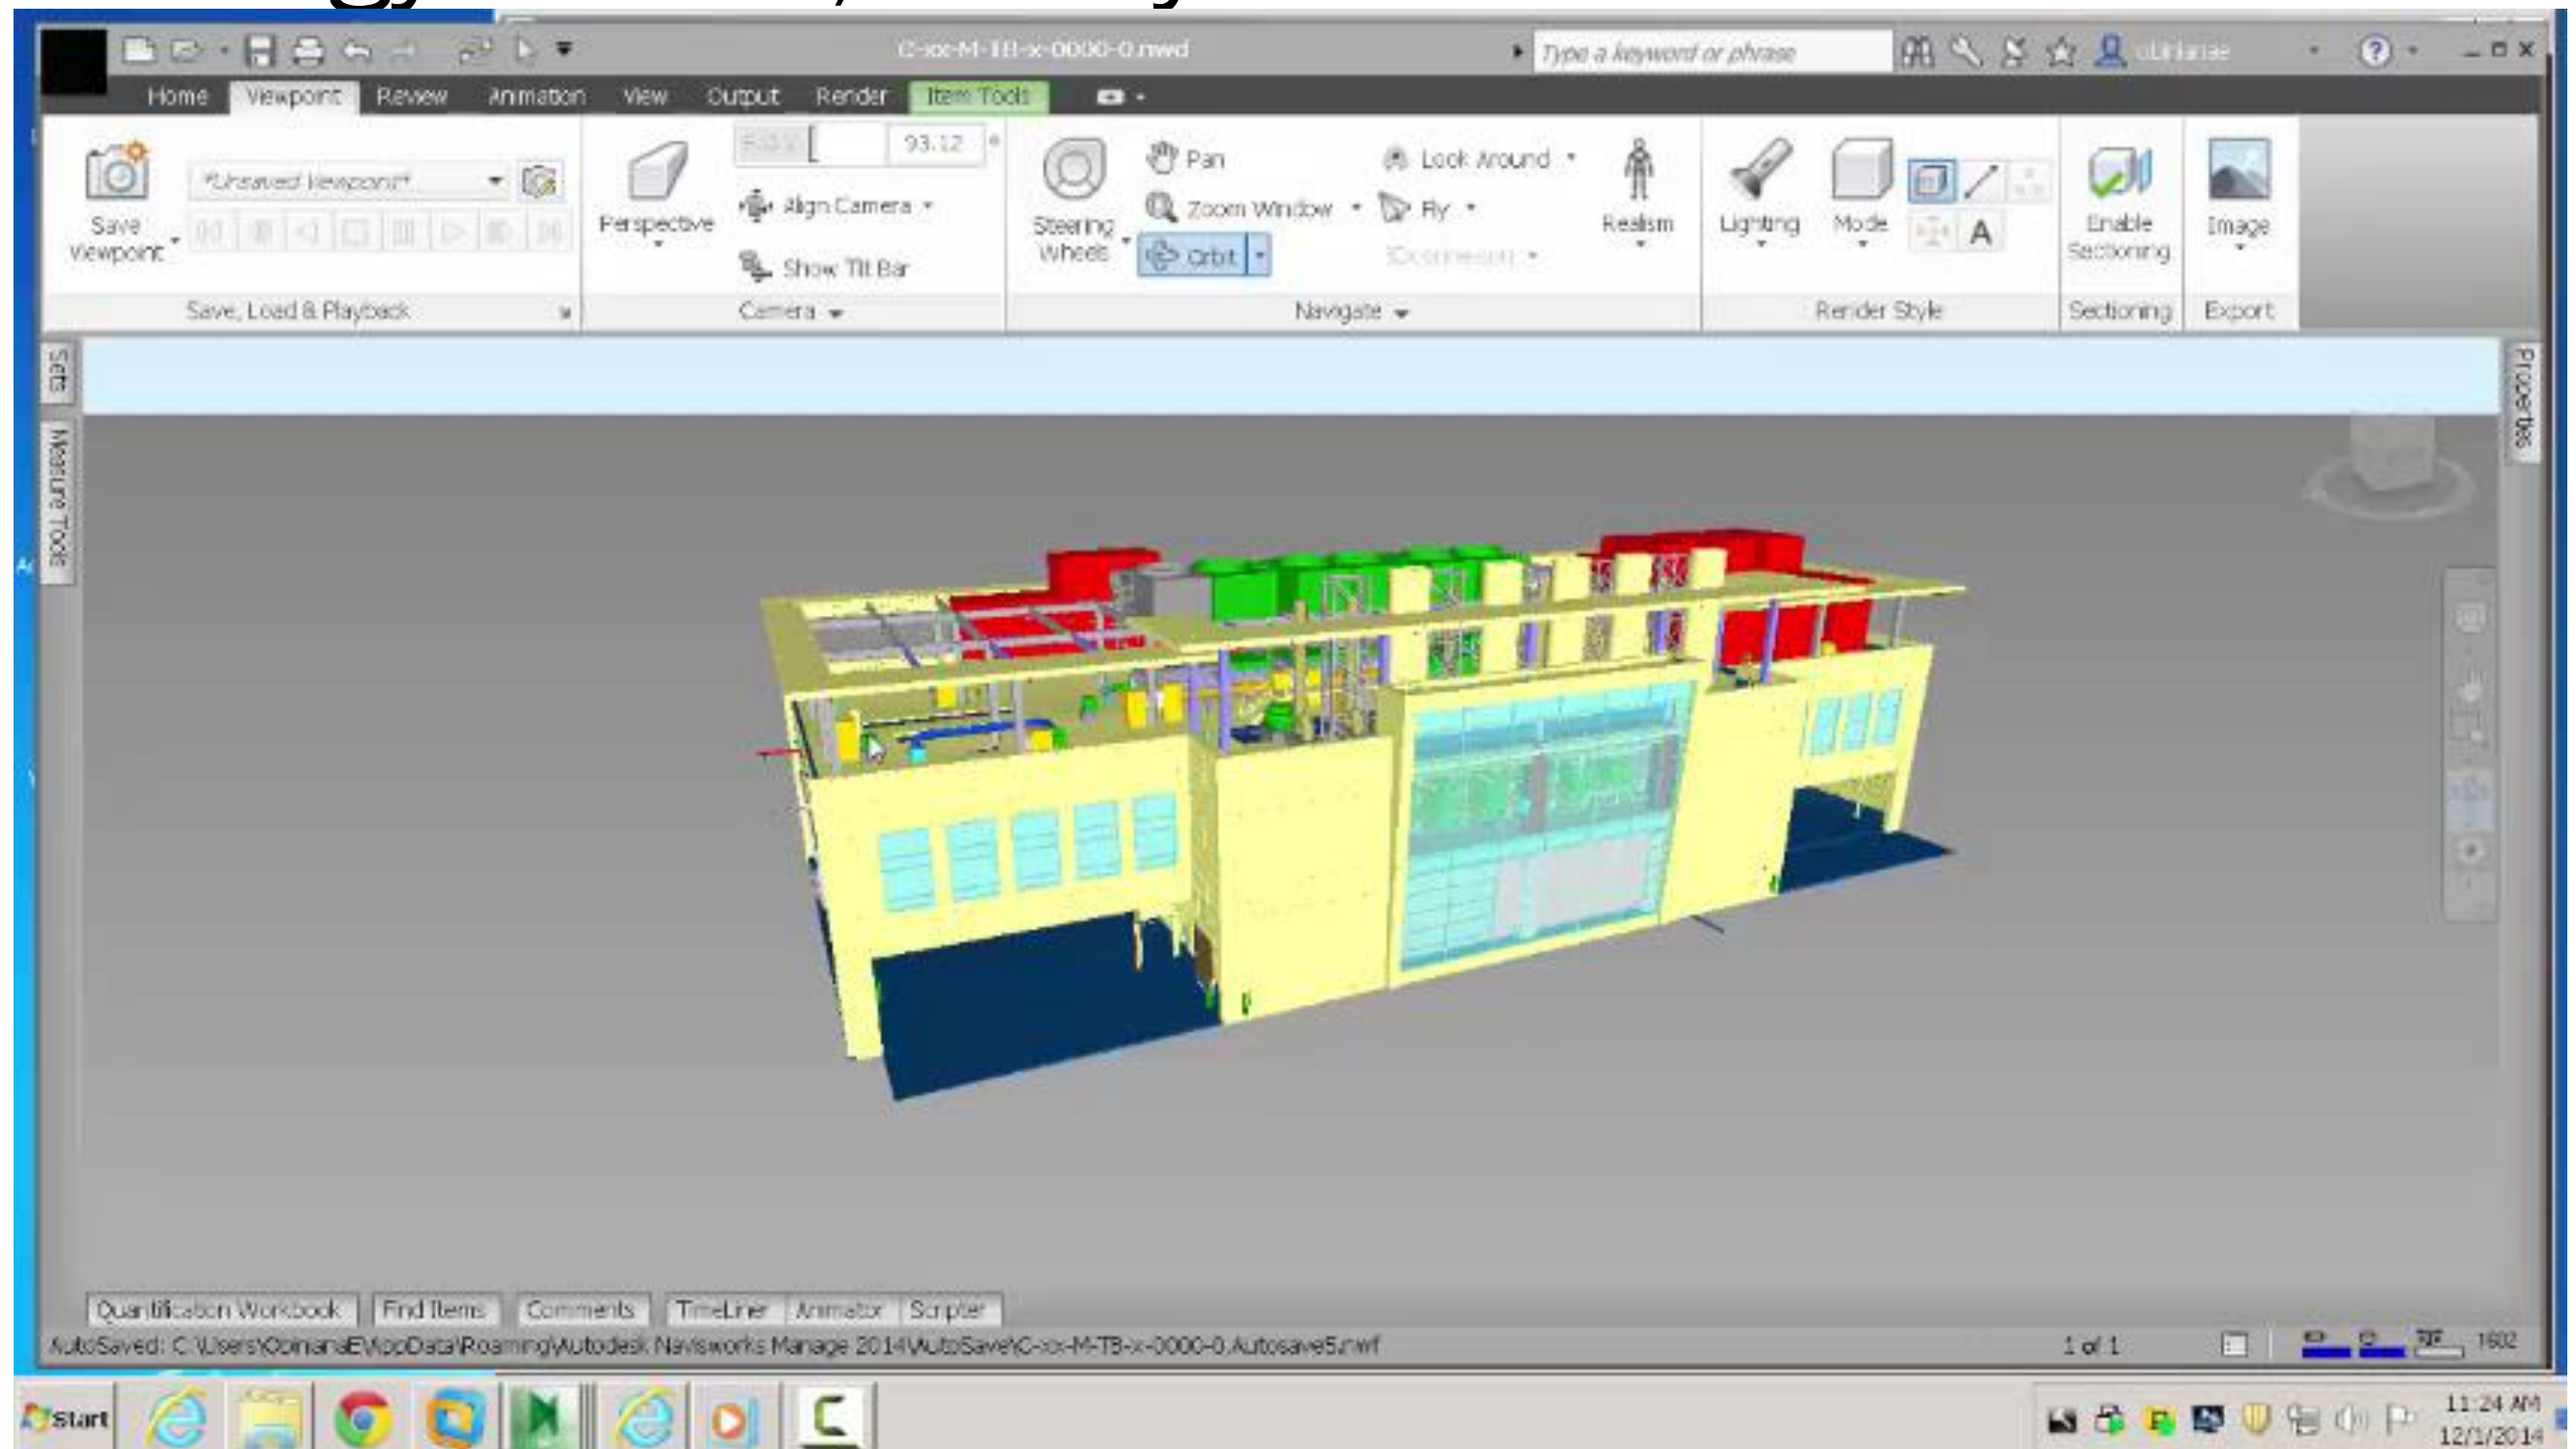 C-xx-M-TB-x-0000-0.nwd
Type a keyword or phrase
Home Viewpoint Review Animation View Output Render Item Tools
93.12
Pan
Look Around
*Unsaved Viewpoint*
Align Camera
Zoom Window
Fly
Save Viewpoint
Perspective
Steering Wheels
Realism
Lighting
Mode
A
Enable Sectioning
Image
Orbit
Show Tilt Bar
Save, Load & Playback
Camera
Navigate
Render Style
Sectioning
Export
Sets
Measure Tools
Properties
Quantification Workbook Find Items Comments TimeLiner Animator Scripter
AutoSaved: C:\Users\ObinianaE\AppData\Roaming\Autodesk Navisworks Manage 2014\AutoSave\C-xx-M-TB-x-0000-0.Autosave5.nwf
1 of 1
1602
Start
11:24 AM
12/1/2014